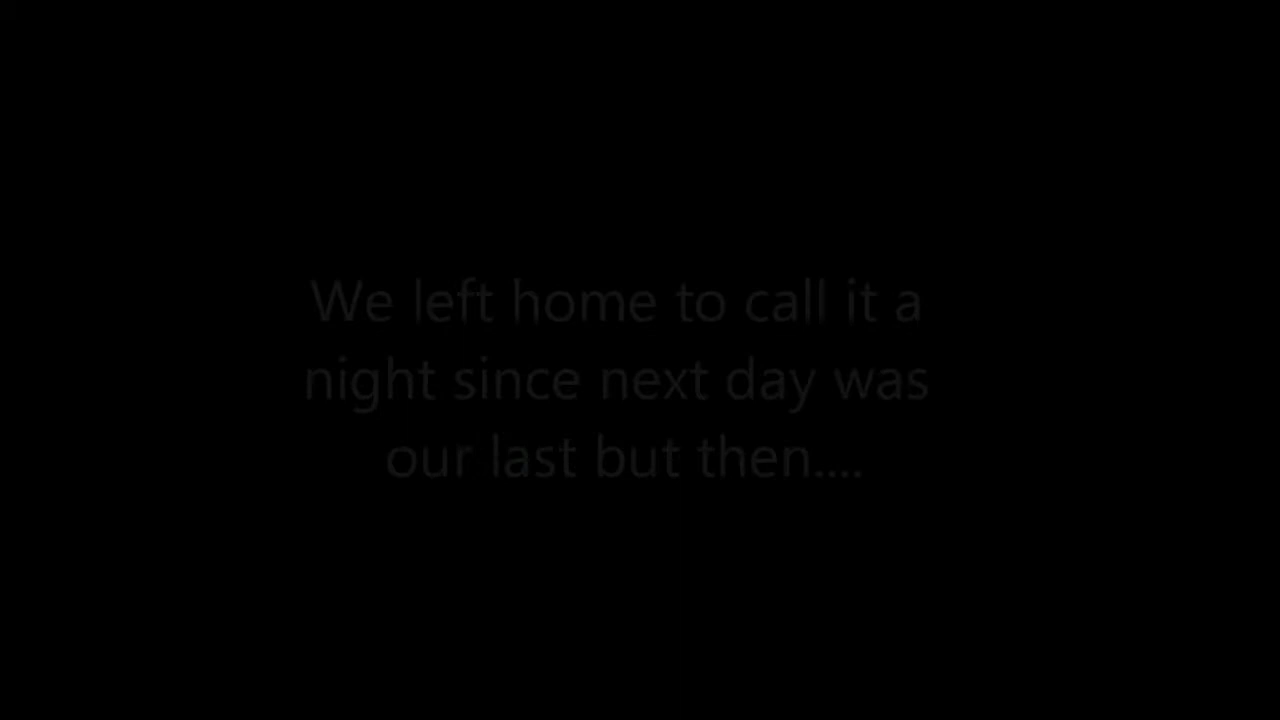 We left home to call it a
night since next day was
our last but then....